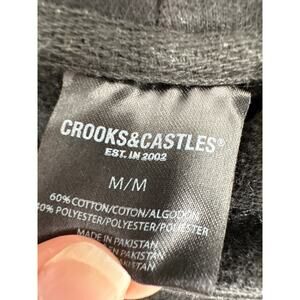 CROOKS&CASTLES®
EST. IN 2002
M/M
60% COTTON/COTON/ALGODON
40% POLYESTER/POLYESTER/POLIESTER
MADE IN PAKISTAN